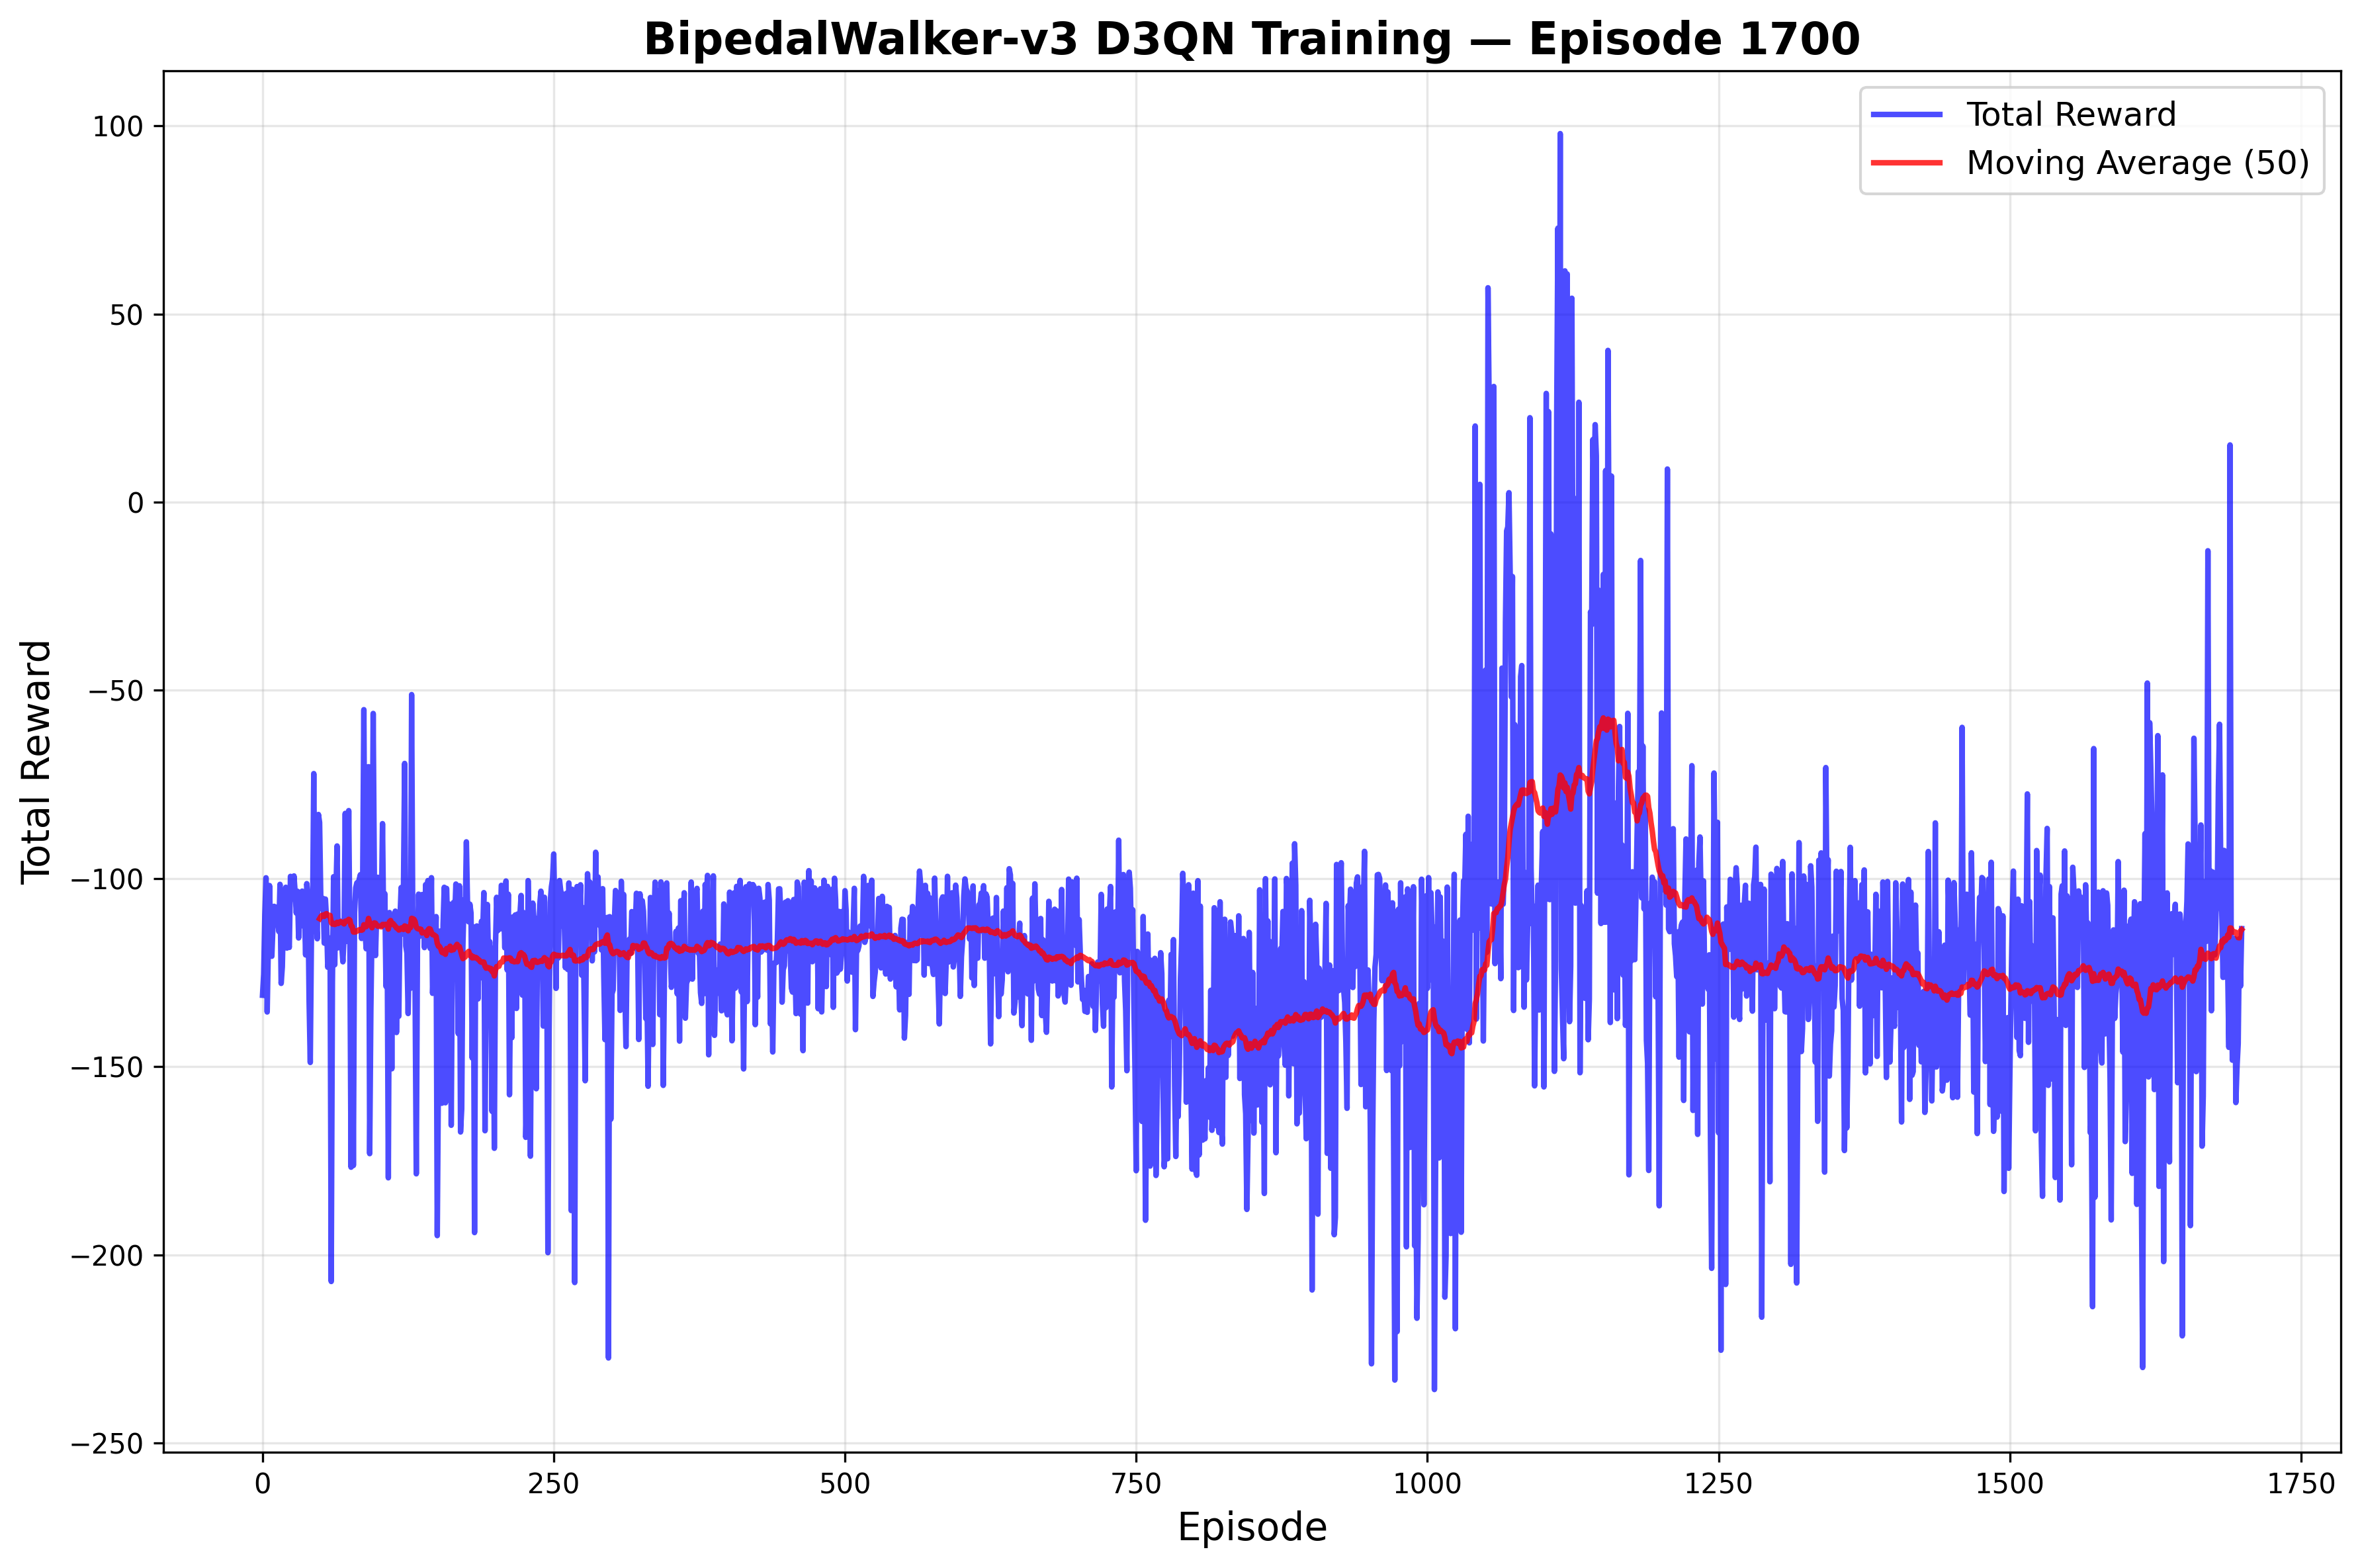 BipedalWalker-v3 D3QN Training — Episode 1700
Total Reward
Moving Average (50)
100
50
0
−50
−100
−150
−200
−250
Total Reward
0 250 500 750 1000 1250 1500 1750
Episode